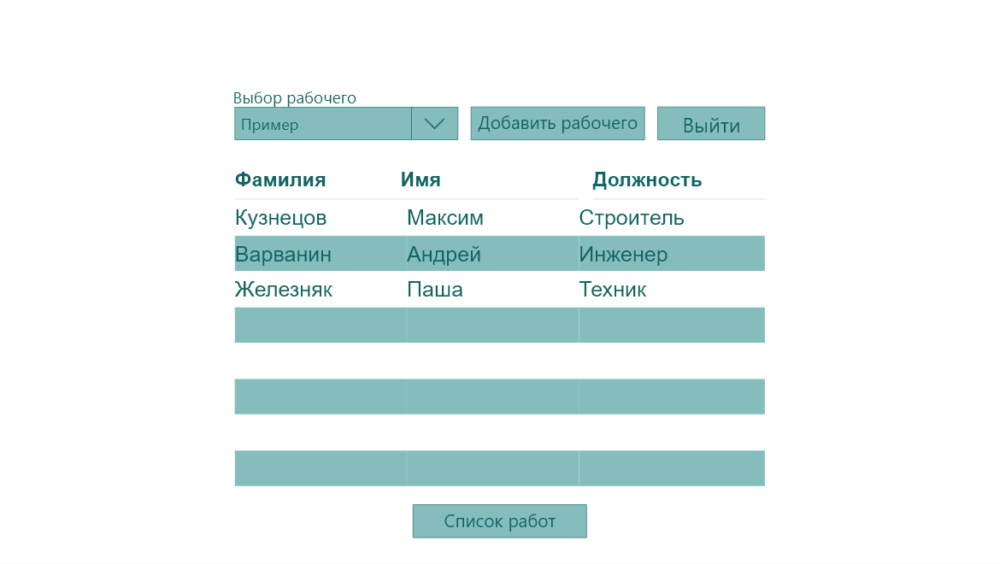 Выбор рабочего
Пример Добавить рабочего Выйти
Фамилия Имя Должность
Кузнецов Максим Строитель
Варванин Андрей Инженер
Железняк Паша Техник
Список работ